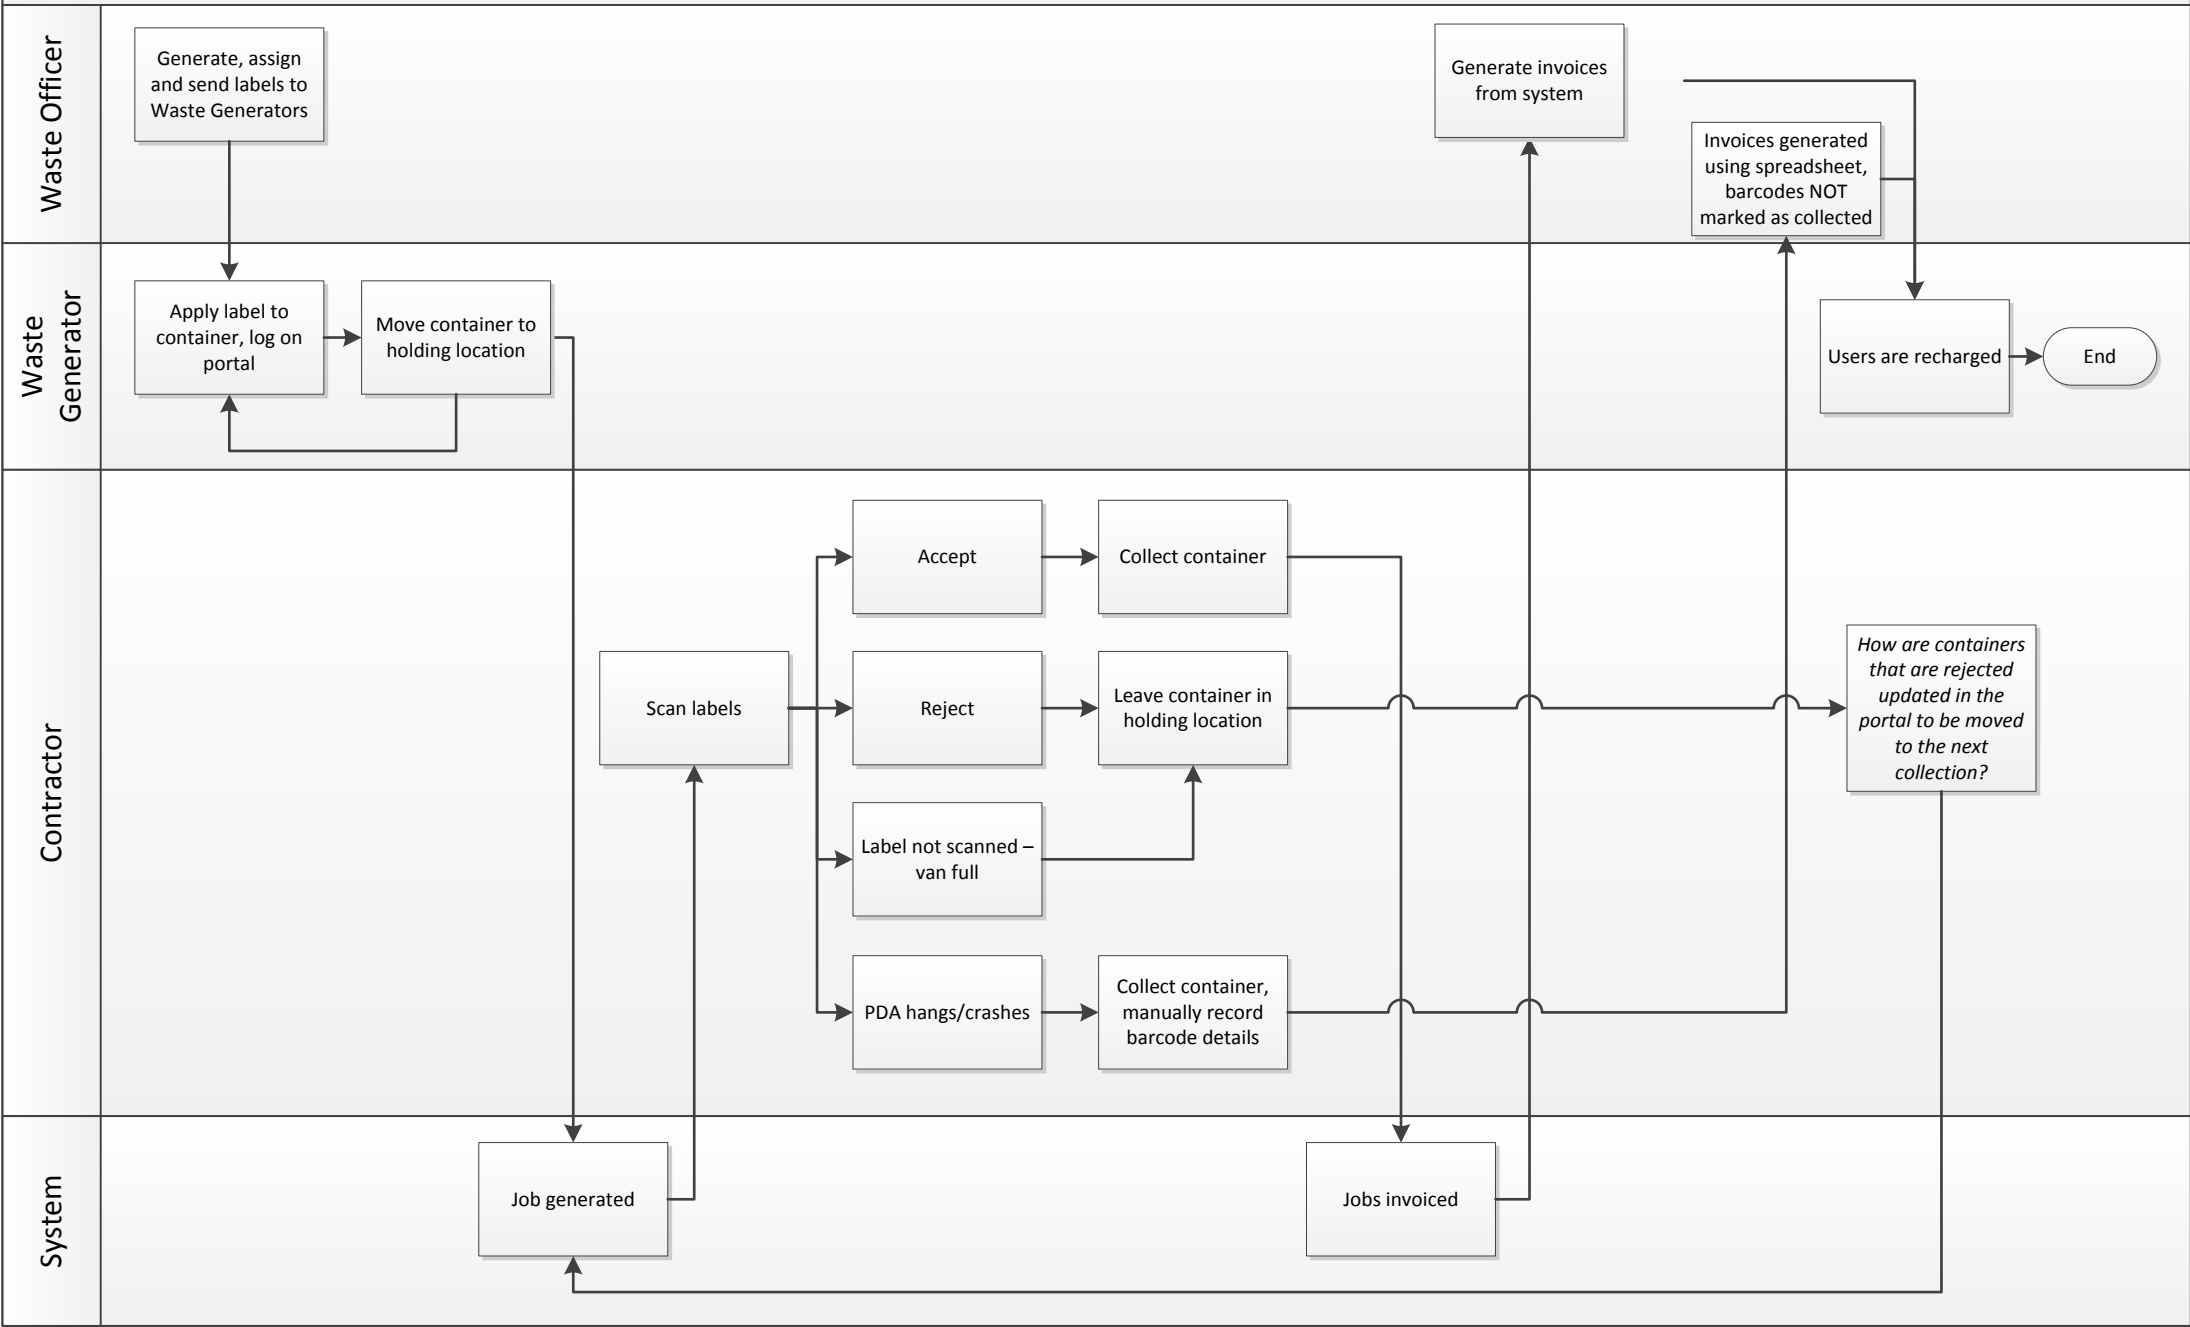 Waste Officer
Generate, assign
and send labels to
Waste Generators
Generate invoices
from system
Invoices generated
using spreadsheet,
barcodes NOT
marked as collected
Waste
Generator
Apply label to
container, log on
portal
Move container to
holding location
Users are recharged
End
Contractor
Scan labels
Accept
Collect container
Reject
Leave container in
holding location
Label not scanned –
van full
PDA hangs/crashes
Collect container,
manually record
barcode details
How are containers
that are rejected
updated in the
portal to be moved
to the next
collection?
System
Job generated
Jobs invoiced